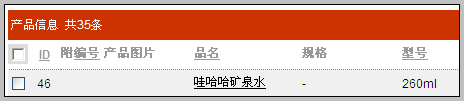 产品信息 共35条
ID 附编号 产品图片 品名 规格 型号
46 哇哈哈矿泉水 - 260ml